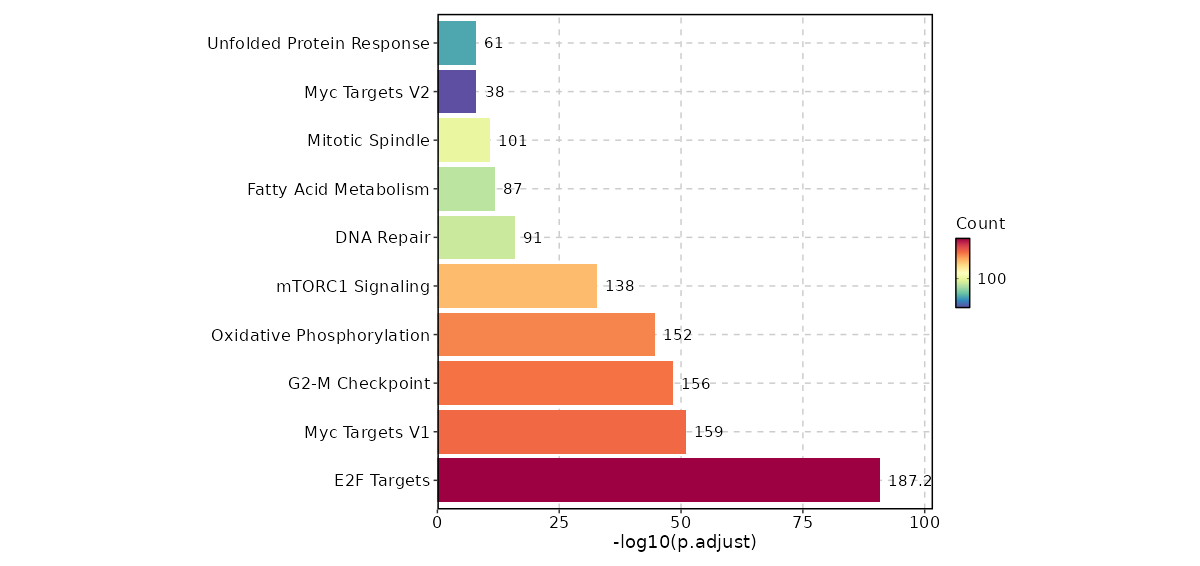 Unfolded Protein Response 61
Myc Targets V2 38
Mitotic Spindle 101
Fatty Acid Metabolism 87
DNA Repair 91
mTORC1 Signaling 138
Oxidative Phosphorylation 152
G2-M Checkpoint 156
Myc Targets V1 159
E2F Targets 187.2
0 25 50 75 100
-log10(p.adjust)
Count
100